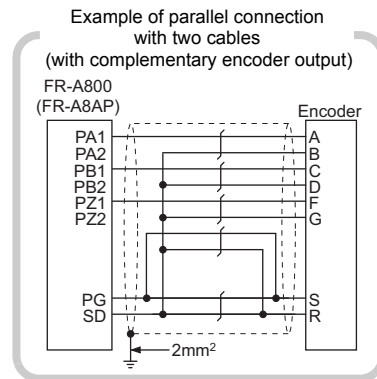 Example of parallel connection
with two cables
(with complementary encoder output)
FR-A800
(FR-A8AP)
Encoder
PA1
A
PA2
B
PB1
C
PB2
D
PZ1
F
PZ2
G
PG
S
SD
R
2mm²